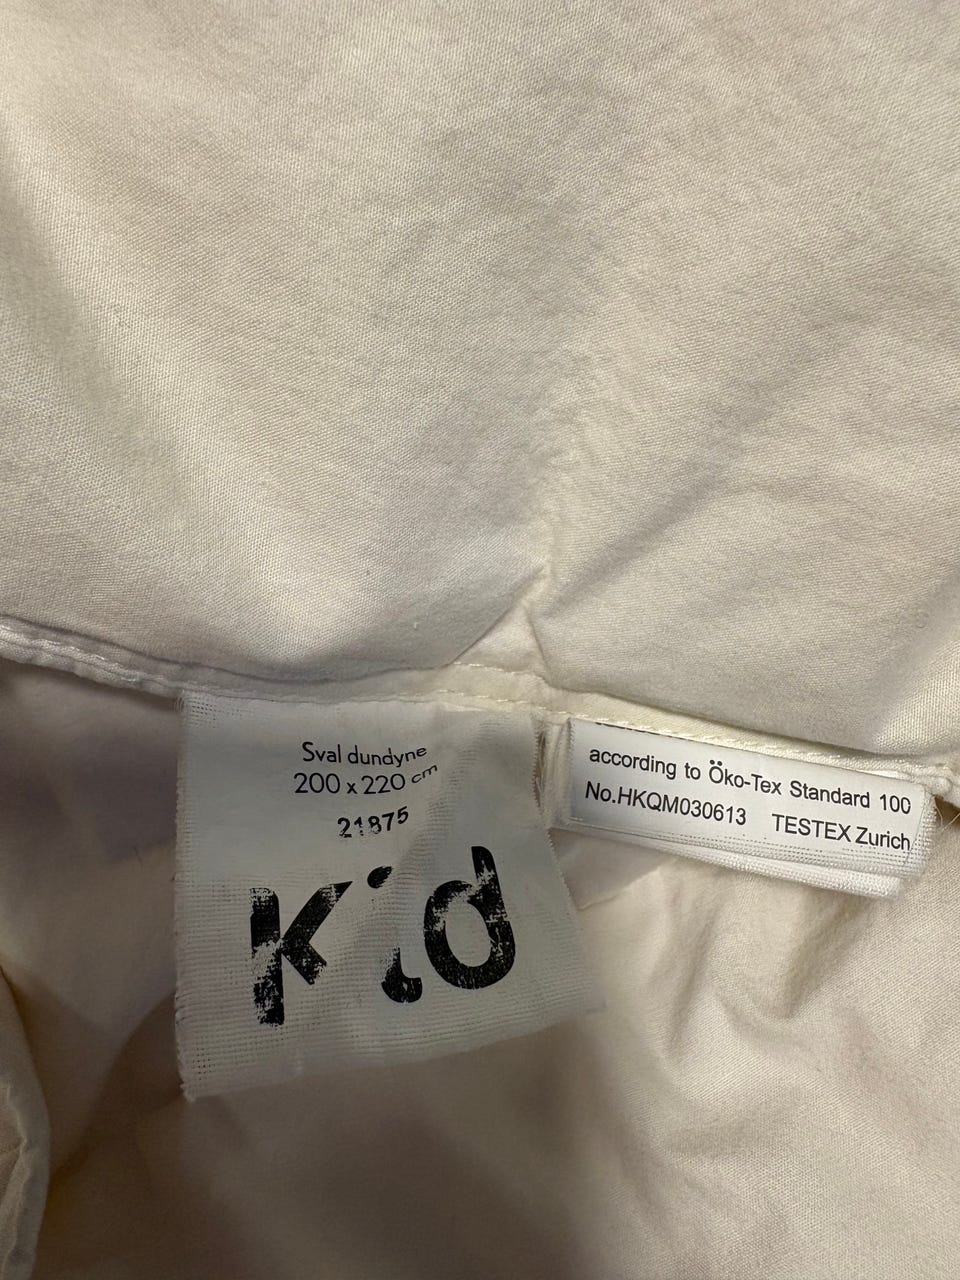 Sval dundyne
200 x 220 cm
21875
Kid
according to Öko-Tex Standard 100
No.HKQM030613 TESTEX Zurich